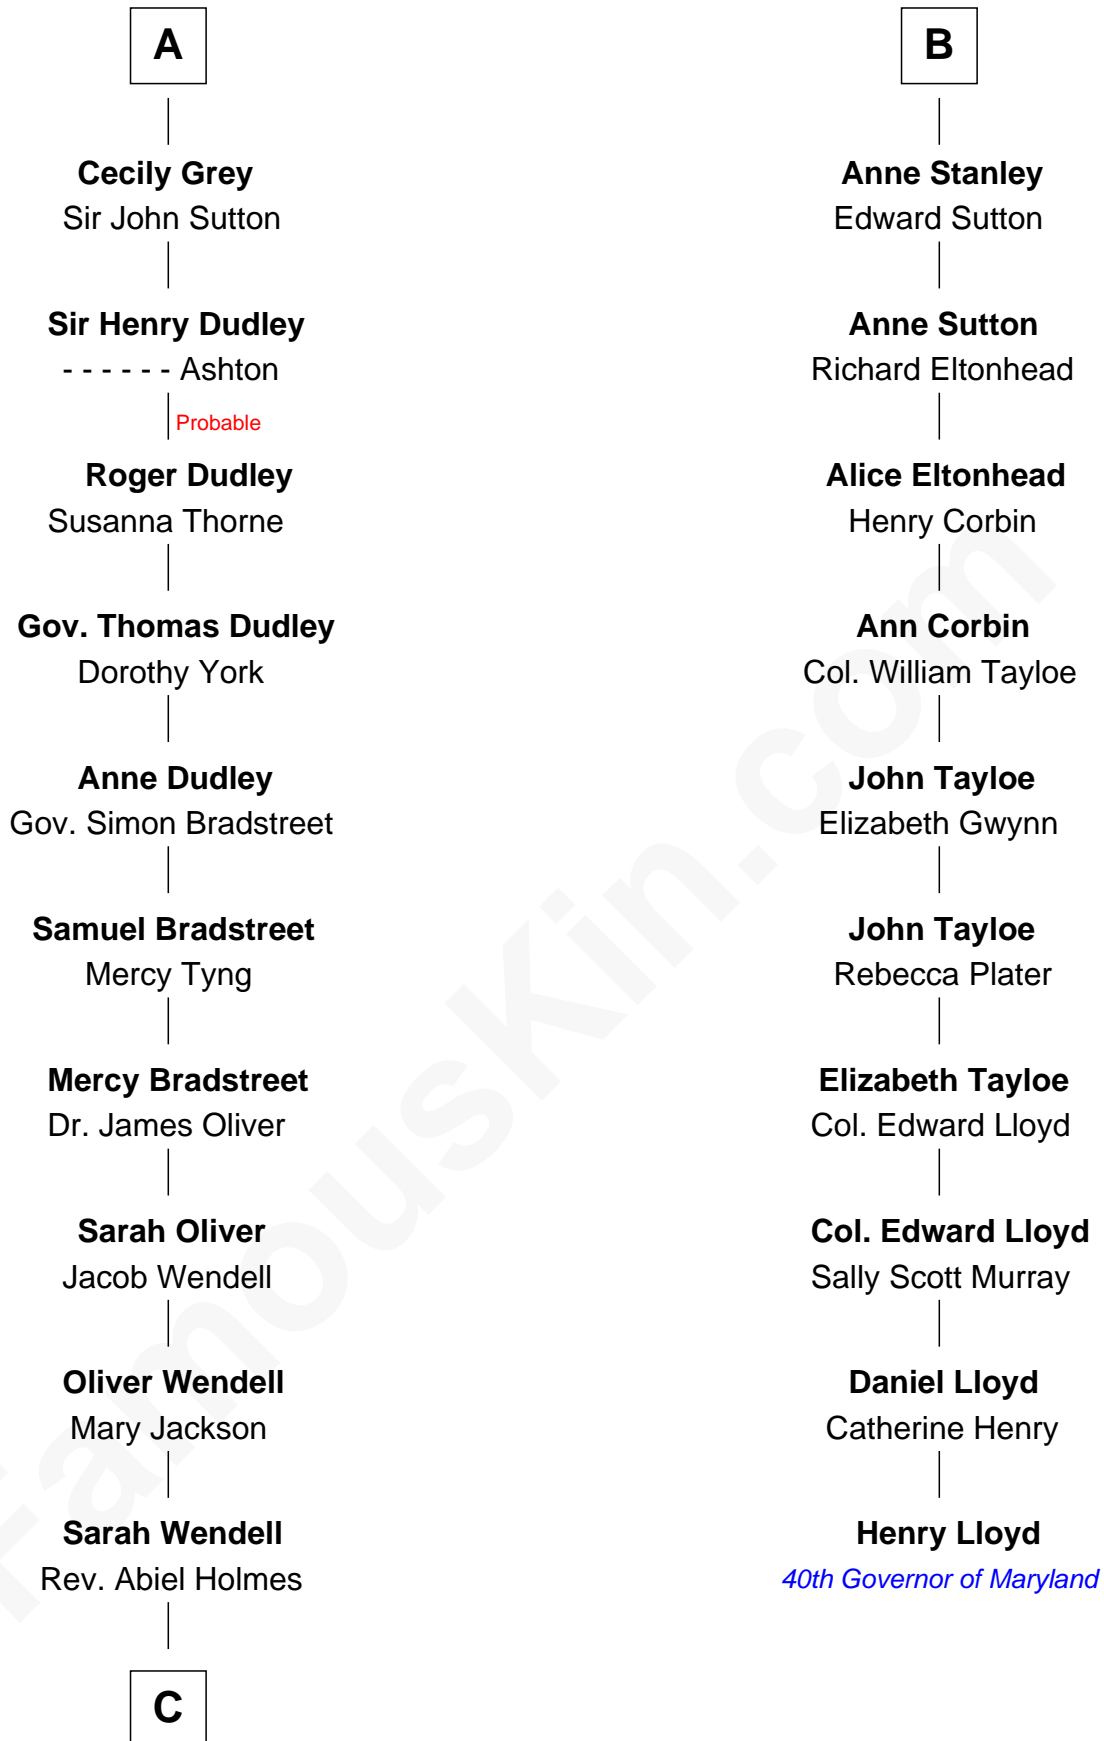 A
Cecily Grey
Sir John Sutton
Sir Henry Dudley
- - - - - - Ashton
Probable
Roger Dudley
Susanna Thorne
Gov. Thomas Dudley
Dorothy York
Anne Dudley
Gov. Simon Bradstreet
Samuel Bradstreet
Mercy Tyng
Mercy Bradstreet
Dr. James Oliver
Sarah Oliver
Jacob Wendell
Oliver Wendell
Mary Jackson
Sarah Wendell
Rev. Abiel Holmes
C
B
Anne Stanley
Edward Sutton
Anne Sutton
Richard Eltonhead
Alice Eltonhead
Henry Corbin
Ann Corbin
Col. William Tayloe
John Tayloe
Elizabeth Gwynn
John Tayloe
Rebecca Plater
Elizabeth Tayloe
Col. Edward Lloyd
Col. Edward Lloyd
Sally Scott Murray
Daniel Lloyd
Catherine Henry
Henry Lloyd
40th Governor of Maryland
FamousKin.com